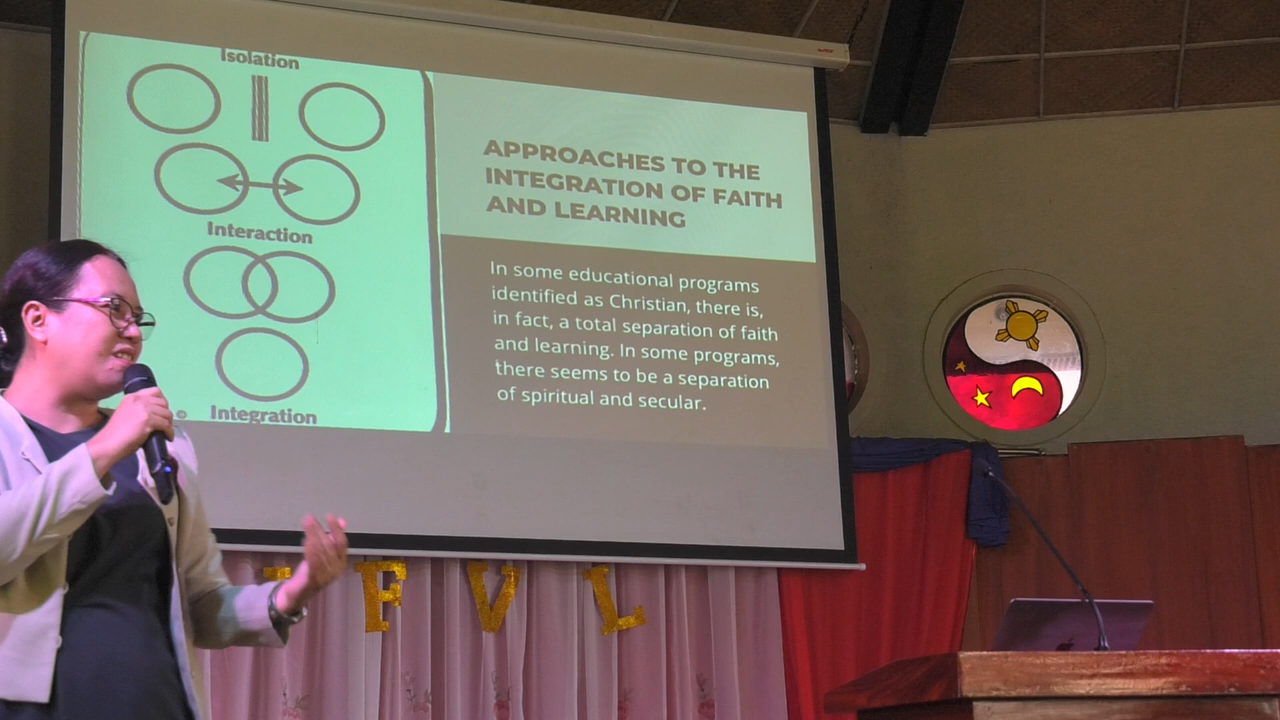 Isolation
Interaction
Integration
APPROACHES TO THE
INTEGRATION OF FAITH
AND LEARNING
In some educational programs
identified as Christian, there is,
in fact, a total separation of faith
and learning. In some programs,
there seems to be a separation
of spiritual and secular.
F V L